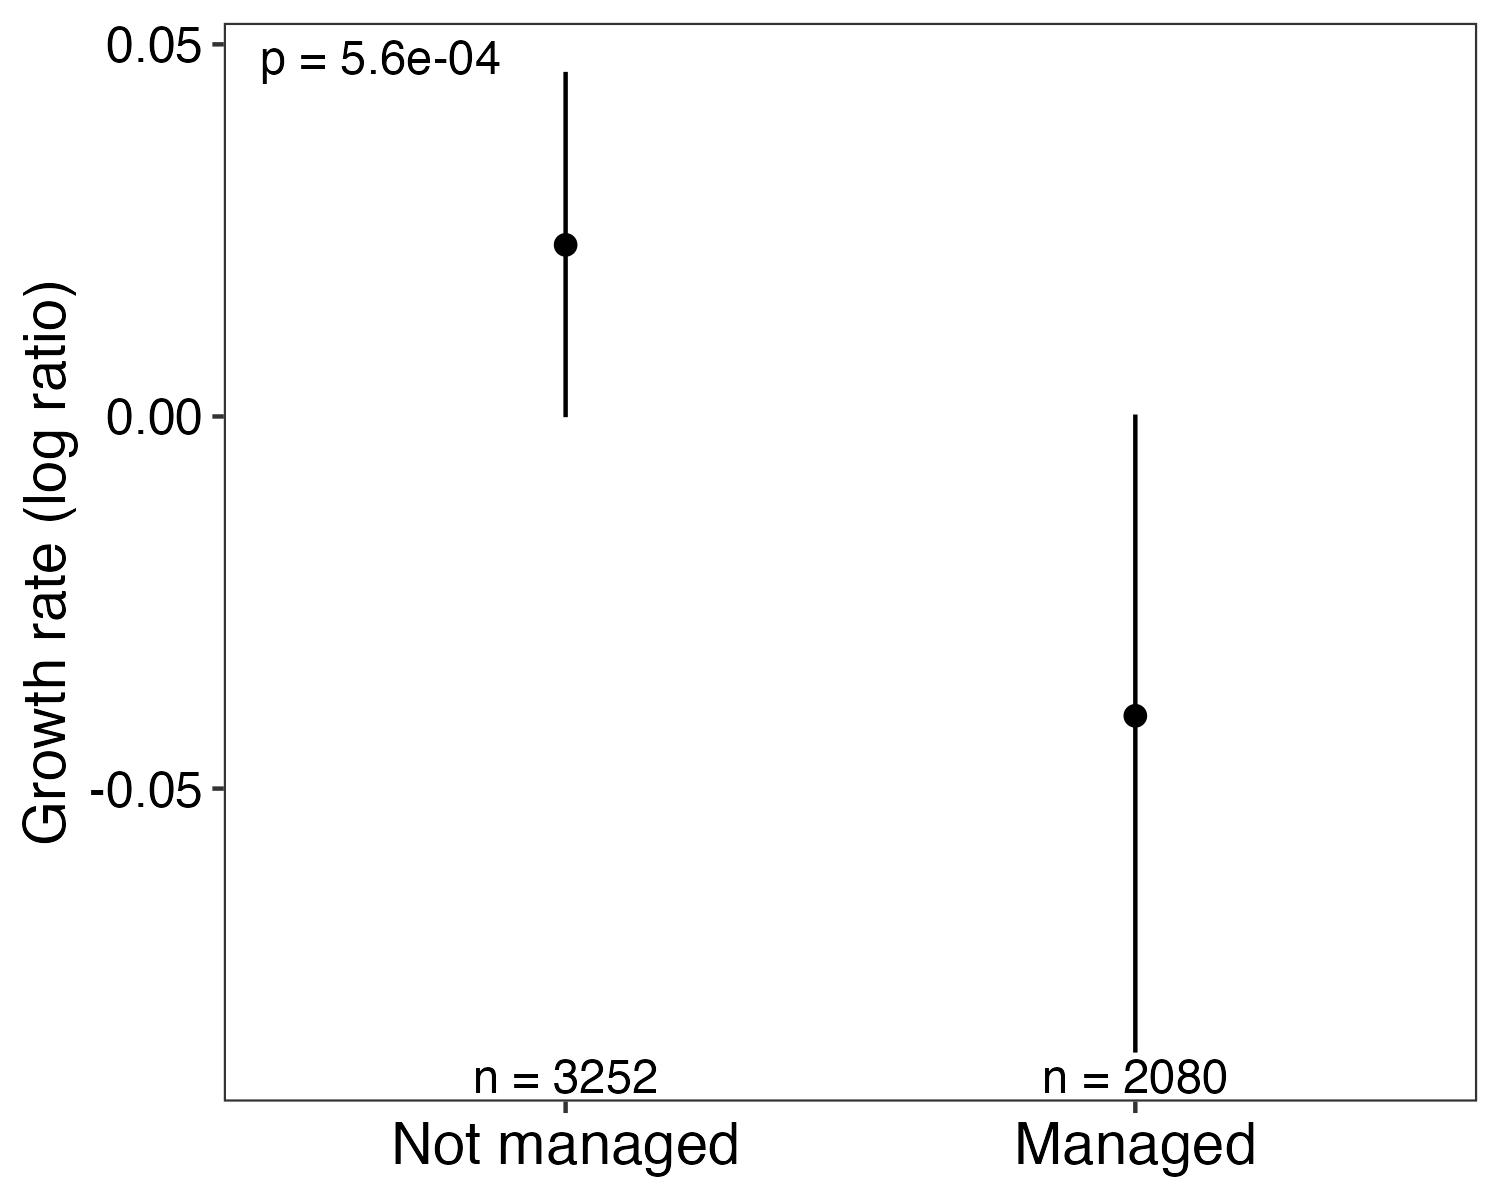 0.05
p = 5.6e-04
0.00
-0.05
Growth rate (log ratio)
n = 3252
n = 2080
Not managed
Managed